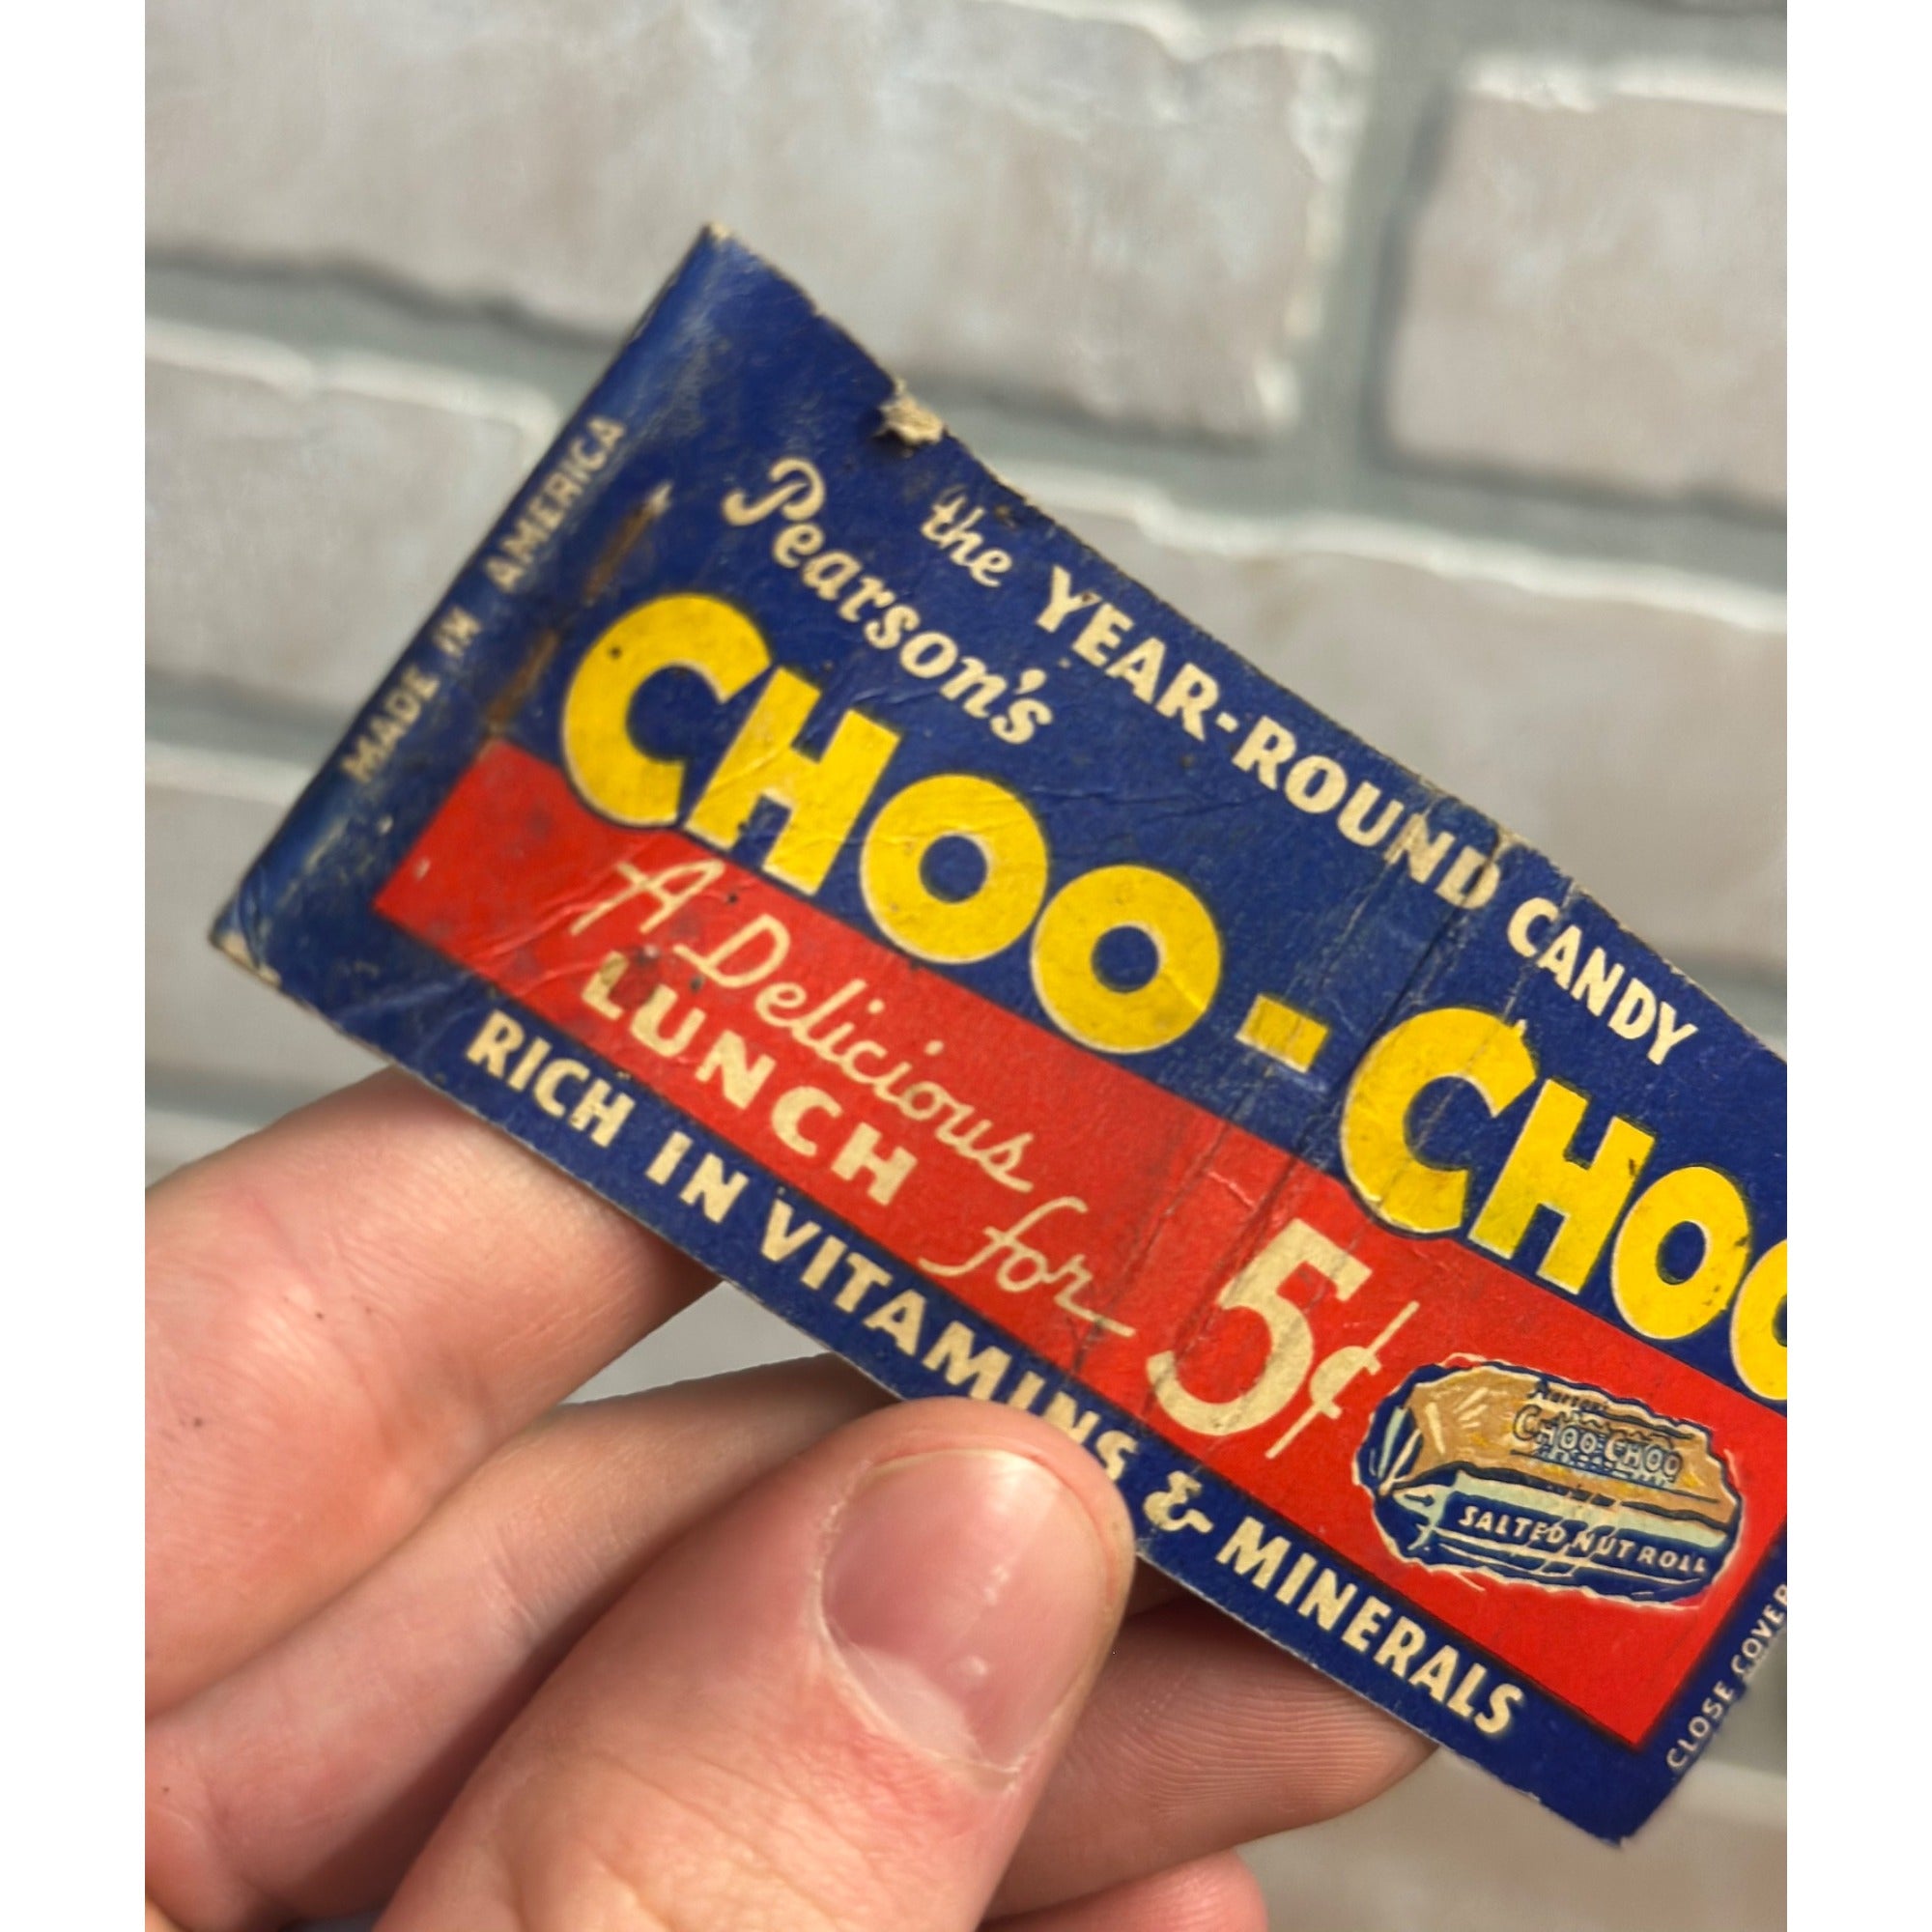 MADE IN AMERICA
the YEAR-ROUND CANDY
Pearson's
CHOO-CHOO
A Delicious
LUNCH for
5¢
CHOO CHOO
SALTED NUT ROLL
RICH IN VITAMINS & MINERALS
CLOSE COVER